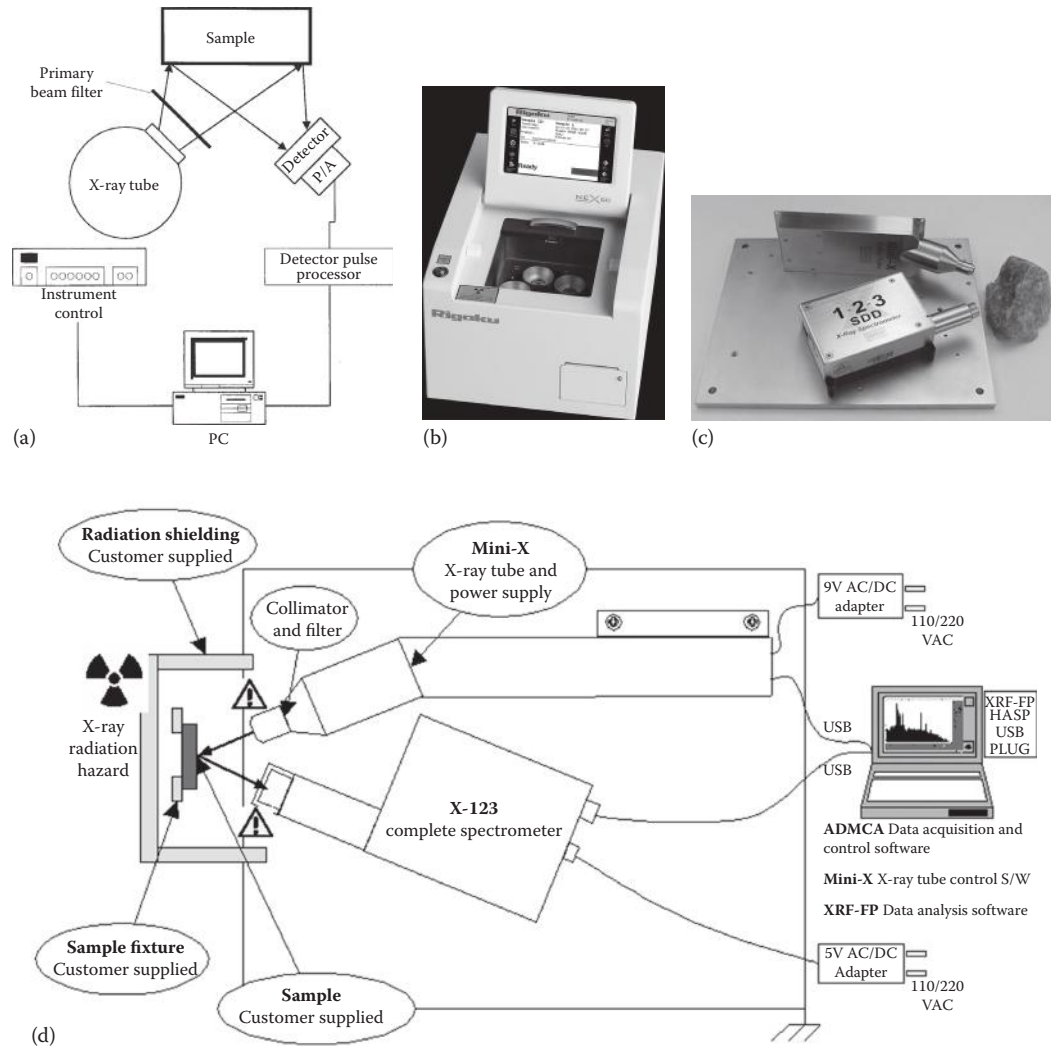 Sample
Primary
beam filter
X-ray tube
Detector
P/A
Instrument
control
Detector pulse
processor
PC
(a)
Rigaku
Ready
NEX
Rigaku
(b)
1·2·3
SDD
X-Ray Spectrometer
(c)
Radiation shielding
Customer supplied
Mini-X
X-ray tube and
power supply
Collimator
and filter
9V AC/DC
adapter
110/220
VAC
X-ray
radiation
hazard
USB
USB
XRF-FP
HASP
USB
PLUG
X-123
complete spectrometer
ADMCA Data acquisition and
control software
Mini-X X-ray tube control S/W
XRF-FP Data analysis software
Sample fixture
Customer supplied
Sample
Customer supplied
5V AC/DC
Adapter
110/220
VAC
(d)